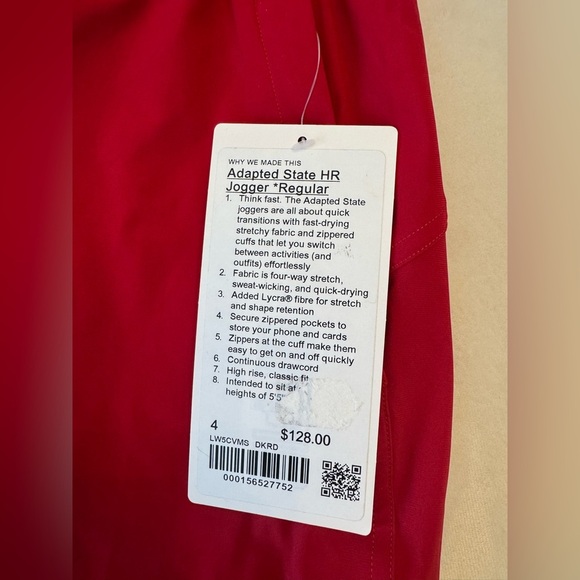 WHY WE MADE THIS
Adapted State HR
Jogger *Regular
1. Think fast. The Adapted State
joggers are all about quick
transitions with fast-drying
stretchy fabric and zippered
cuffs that let you switch
between activities (and
outfits) effortlessly
2. Fabric is four-way stretch,
sweat-wicking, and quick-drying
3. Added Lycra® fibre for stretch
and shape retention
4. Secure zippered pockets to
store your phone and cards
5. Zippers at the cuff make them
easy to get on and off quickly
6. Continuous drawcord
7. High rise, classic fit
8. Intended to sit at
heights of 5'5"
4
$128.00
LW5CVMS DKRD
000156527752